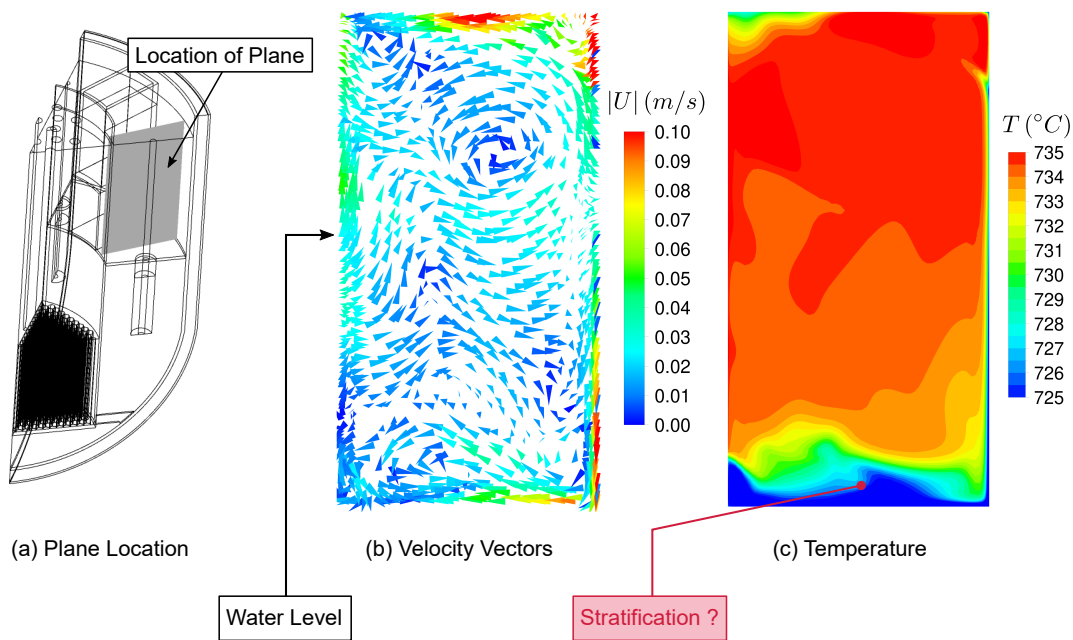 Location of Plane
|U| (m/s)
0.10
0.09
0.08
0.07
0.06
0.05
0.04
0.03
0.02
0.01
0.00
T (°C)
735
734
733
732
731
730
729
728
727
726
725
(a) Plane Location
(b) Velocity Vectors
(c) Temperature
Water Level
Stratification ?